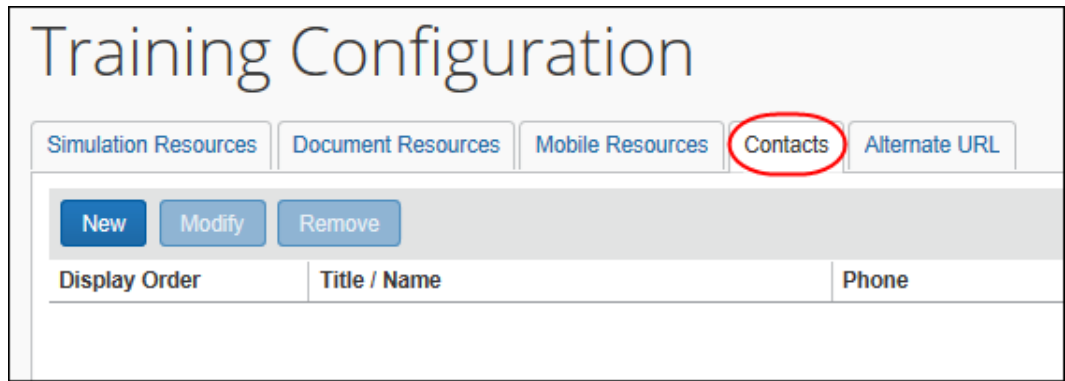 Training Configuration
Simulation Resources Document Resources Mobile Resources Contacts Alternate URL
New Modify Remove
Display Order Title / Name Phone